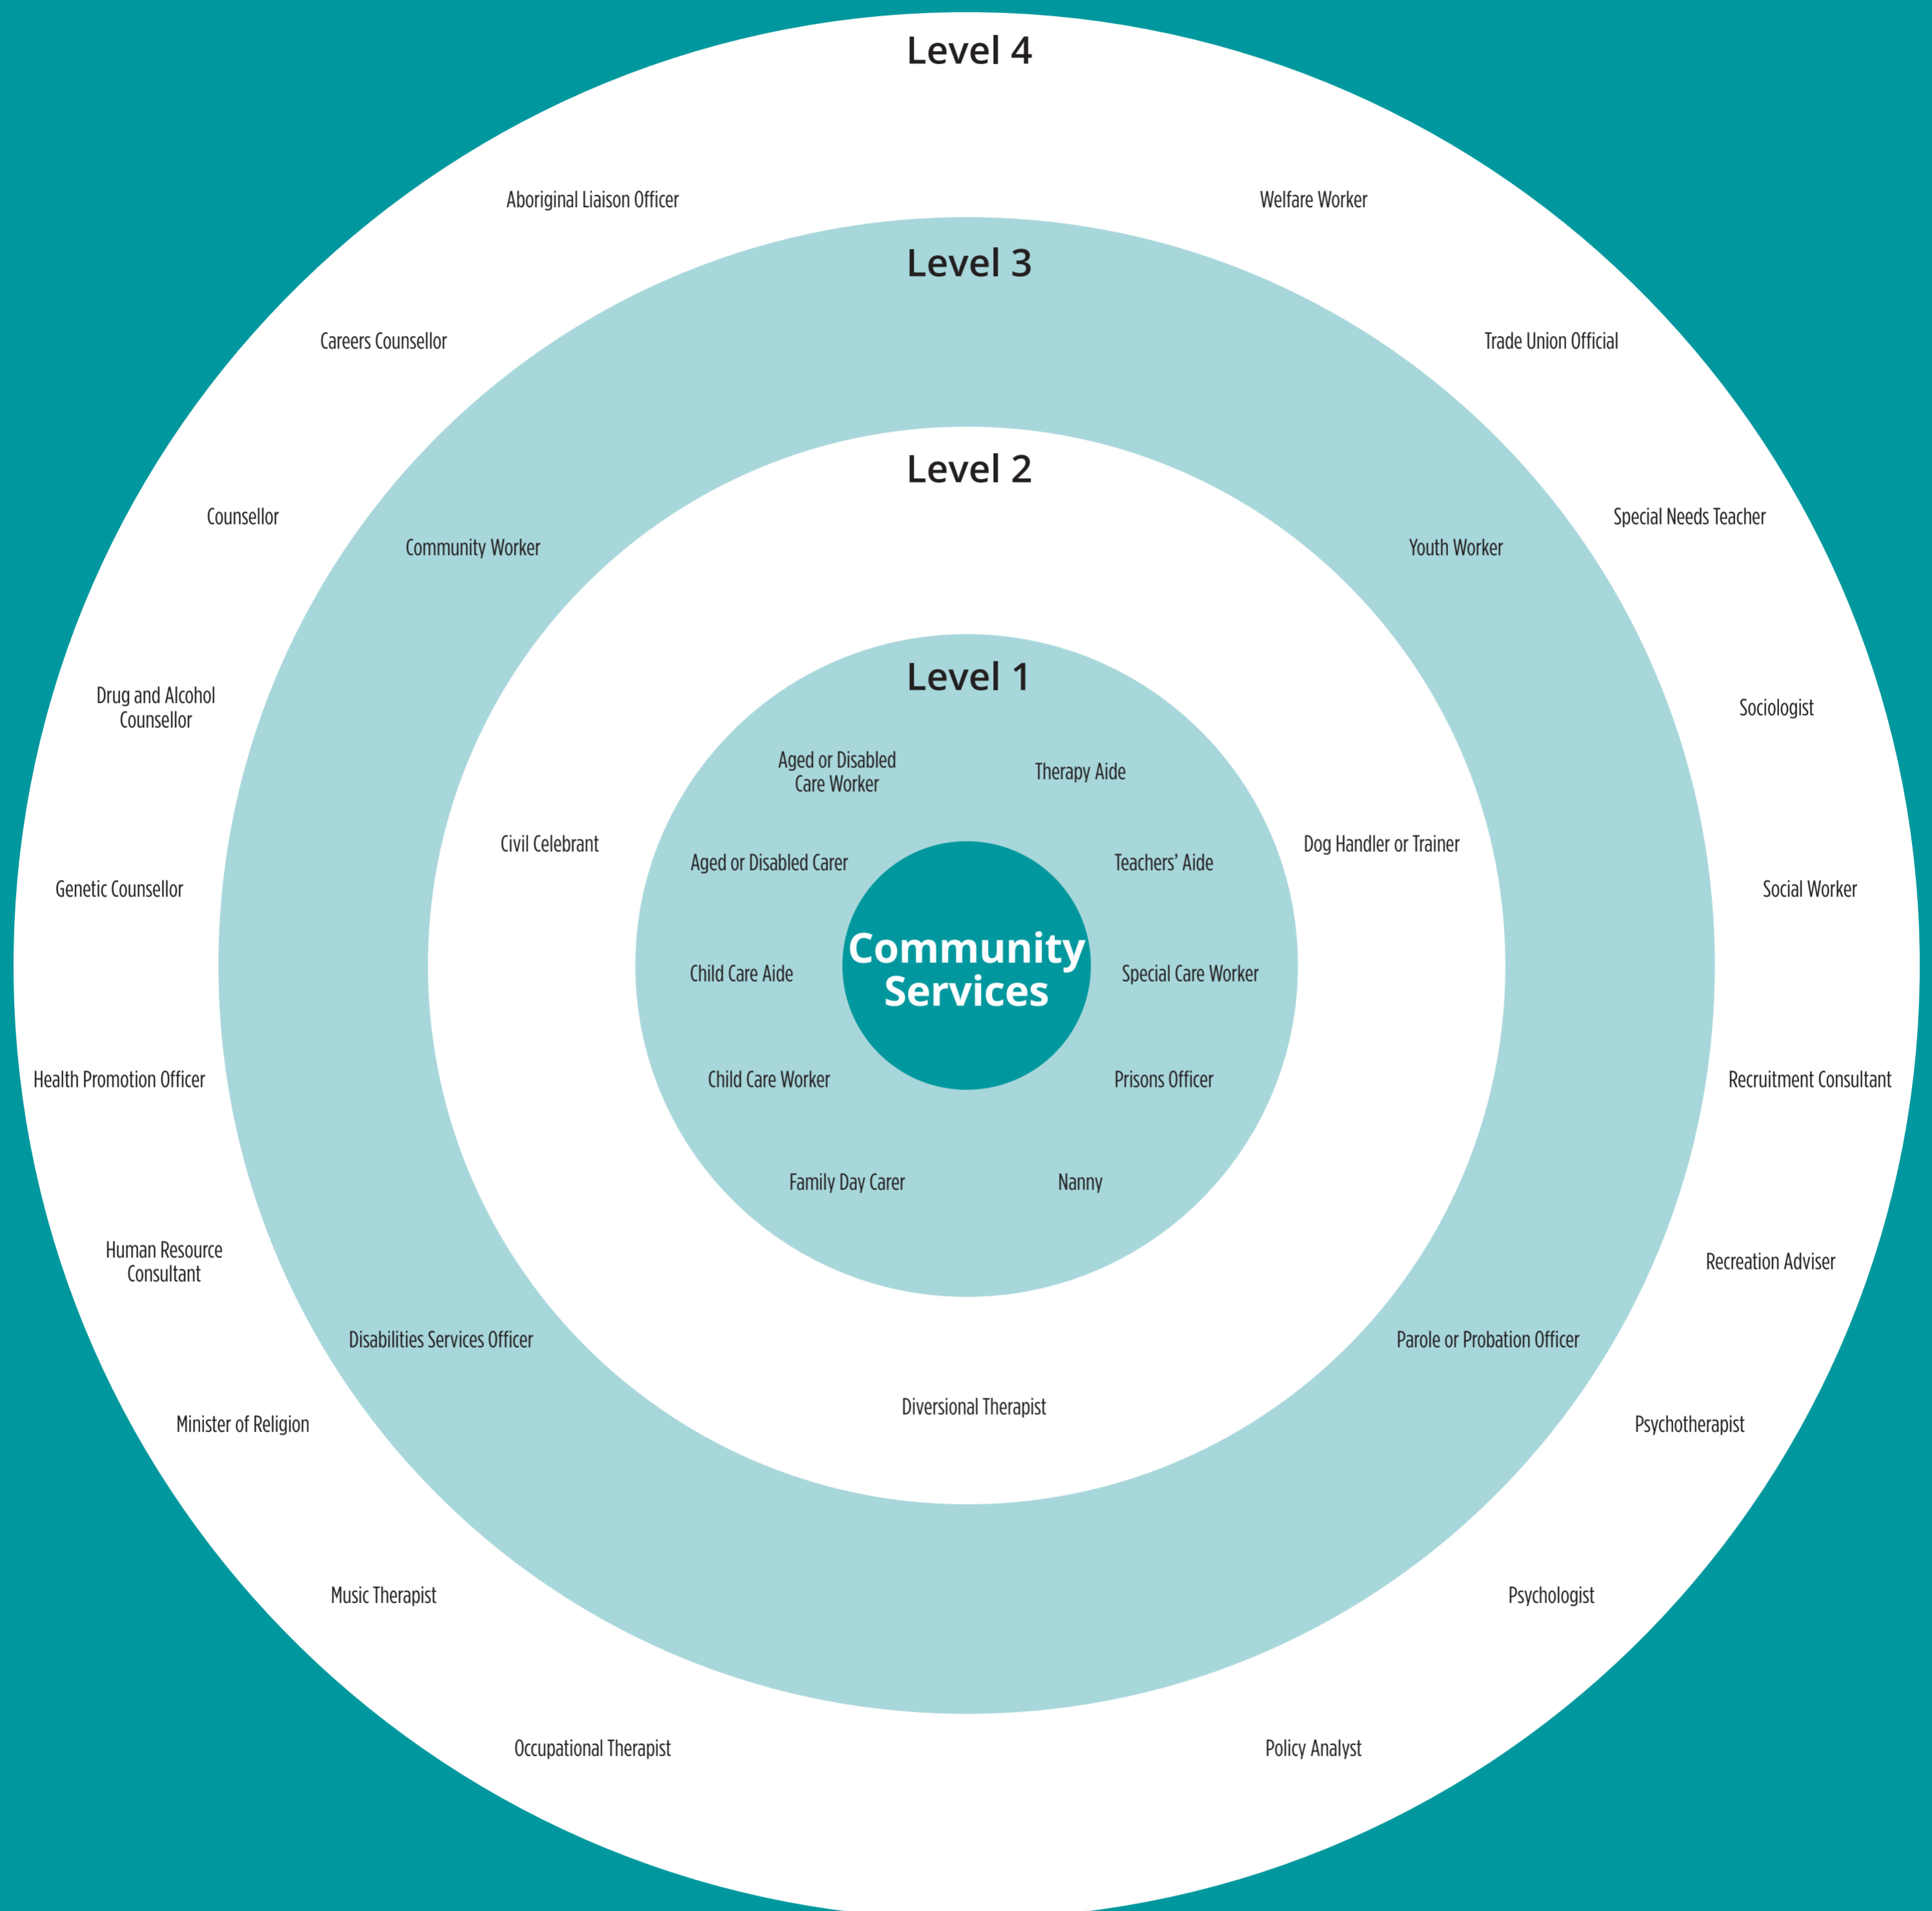 Level 4
Aboriginal Liaison Officer
Welfare Worker
Level 3
Careers Counsellor
Trade Union Official
Level 2
Counsellor
Special Needs Teacher
Community Worker
Youth Worker
Level 1
Drug and Alcohol
Counsellor
Sociologist
Aged or Disabled
Care Worker
Therapy Aide
Civil Celebrant
Dog Handler or Trainer
Aged or Disabled Carer
Teachers’ Aide
Genetic Counsellor
Social Worker
Community
Services
Child Care Aide
Special Care Worker
Health Promotion Officer
Child Care Worker
Prisons Officer
Recruitment Consultant
Family Day Carer
Nanny
Human Resource
Consultant
Recreation Adviser
Disabilities Services Officer
Parole or Probation Officer
Diversional Therapist
Minister of Religion
Psychotherapist
Music Therapist
Psychologist
Occupational Therapist
Policy Analyst